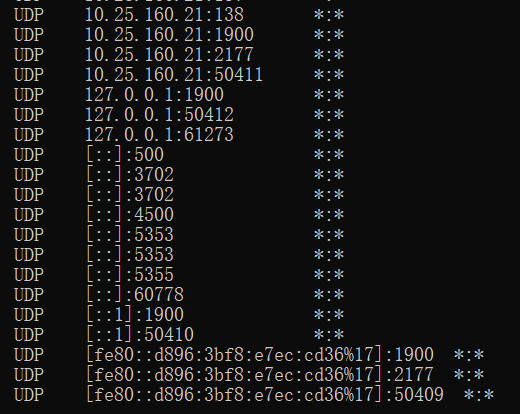 UDP 10.25.160.21:138 *:*
UDP 10.25.160.21:1900 *:*
UDP 10.25.160.21:2177 *:*
UDP 10.25.160.21:50411 *:*
UDP 127.0.0.1:1900 *:*
UDP 127.0.0.1:50412 *:*
UDP 127.0.0.1:61273 *:*
UDP [::]:500 *:*
UDP [::]:3702 *:*
UDP [::]:3702 *:*
UDP [::]:4500 *:*
UDP [::]:5353 *:*
UDP [::]:5353 *:*
UDP [::]:5355 *:*
UDP [::]:60778 *:*
UDP [::1]:1900 *:*
UDP [::1]:50410 *:*
UDP [fe80::d896:3bf8:e7ec:cd36%17]:1900 *:*
UDP [fe80::d896:3bf8:e7ec:cd36%17]:2177 *:*
UDP [fe80::d896:3bf8:e7ec:cd36%17]:50409 *:*